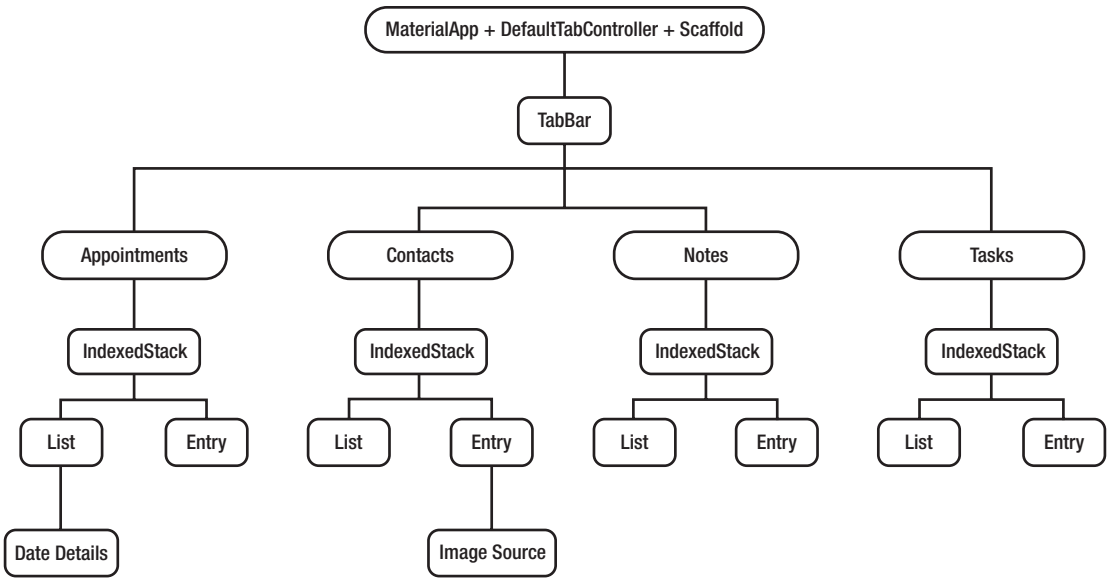 MaterialApp + DefaultTabController + Scaffold
TabBar
Appointments
Contacts
Notes
Tasks
IndexedStack
IndexedStack
IndexedStack
IndexedStack
List
Entry
List
Entry
List
Entry
List
Entry
Date Details
Image Source